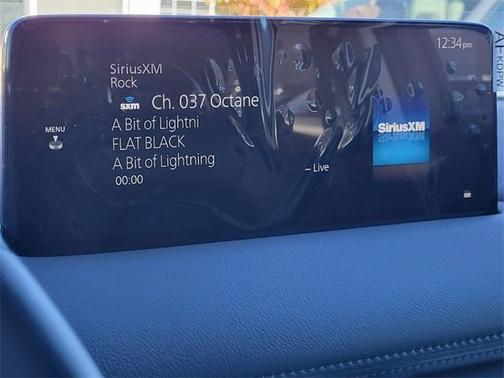 12:34 pm
SiriusXM
Rock
sxm Ch. 037 Octane
MENU
A Bit of Lightni
FLAT BLACK
A Bit of Lightning
00:00
– Live
SiriusXM